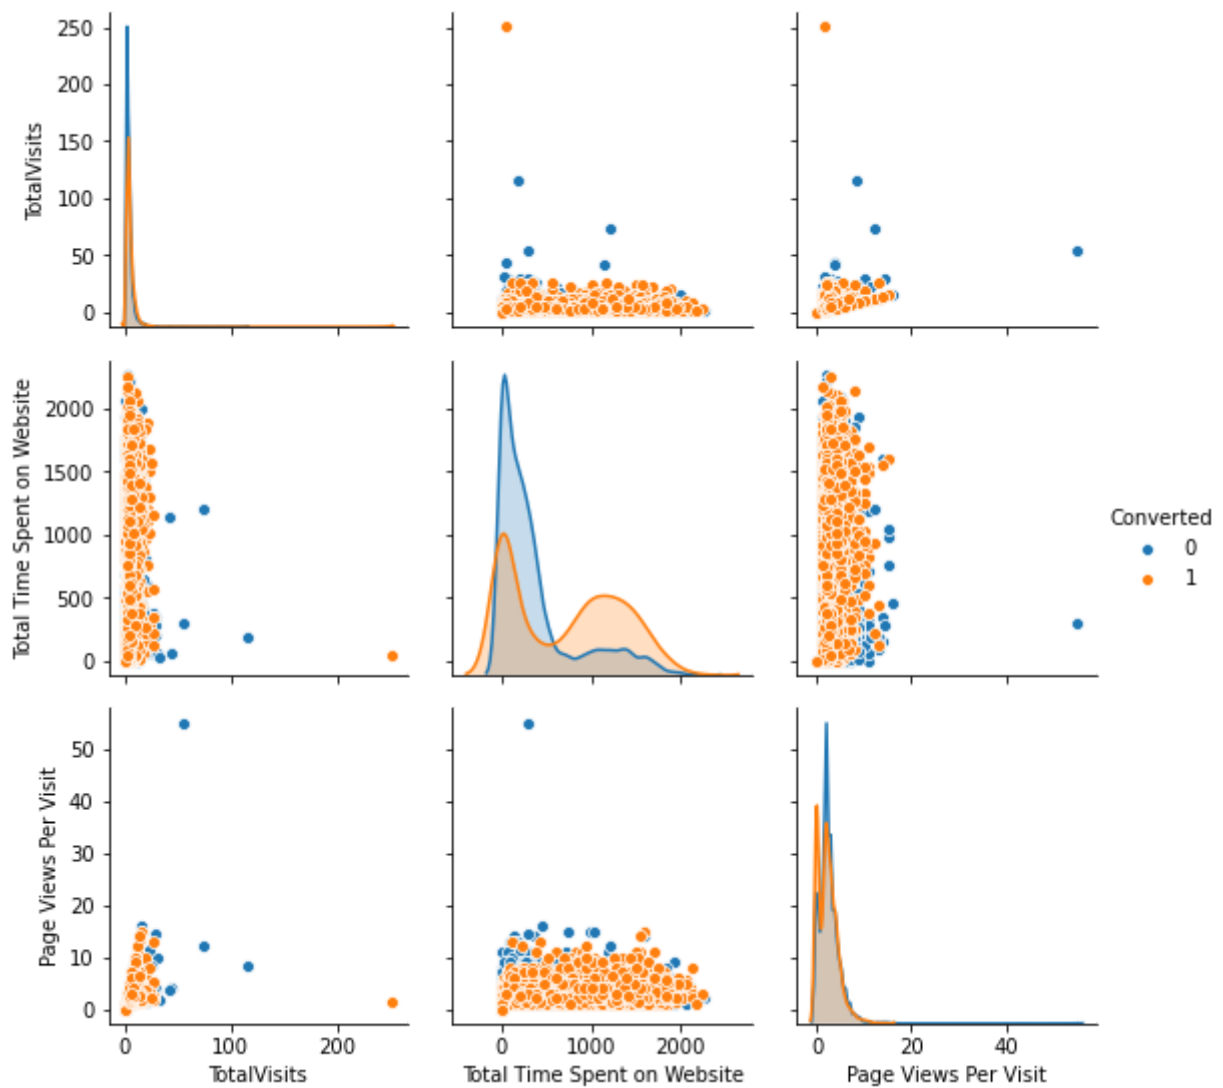 250
200
150
100
50
0
TotalVisits
2000
1500
1000
500
0
Total Time Spent on Website
Converted
0
1
50
40
30
20
10
0
Page Views Per Visit
0 100 200
0 1000 2000
0 20 40
TotalVisits
Total Time Spent on Website
Page Views Per Visit